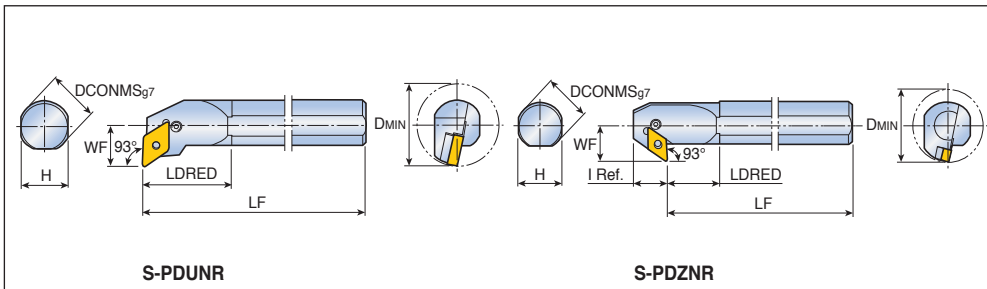 DCONMSg7
WF
93°
H
LDRED
LF
DMIN
S-PDUNR
DCONMSg7
WF
93°
H
I Ref.
LDRED
LF
DMIN
S-PDZNR